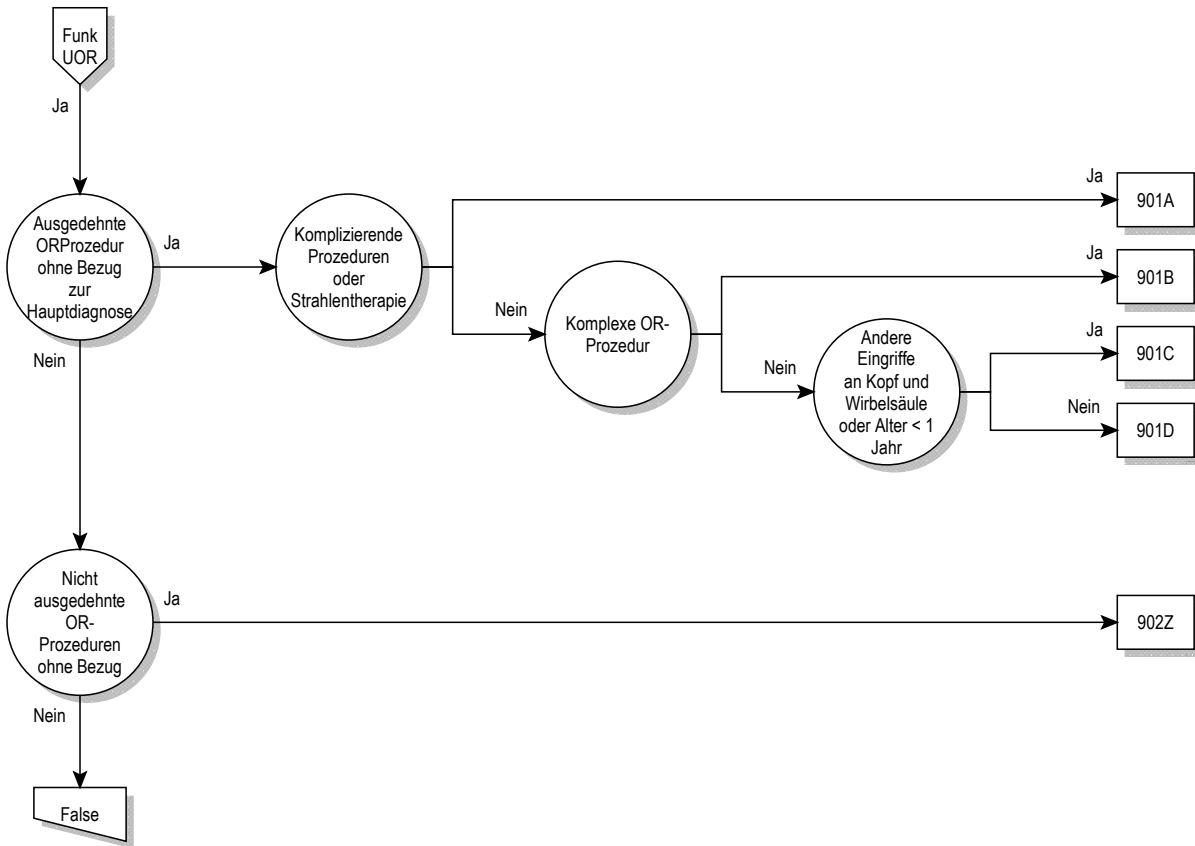 Funk
UOR
Ja
Ausgedehnte
ORProzedur
ohne Bezug
zur
Hauptdiagnose
Ja
Komplizierende
Prozeduren
oder
Strahlentherapie
Ja
901A
Nein
Komplexe OR-
Prozedur
Ja
901B
Nein
Andere
Eingriffe
an Kopf und
Wirbelsäule
oder Alter < 1
Jahr
Ja
901C
Nein
901D
Nein
Nicht
ausgedehnte
OR-
Prozeduren
ohne Bezug
Ja
902Z
Nein
False